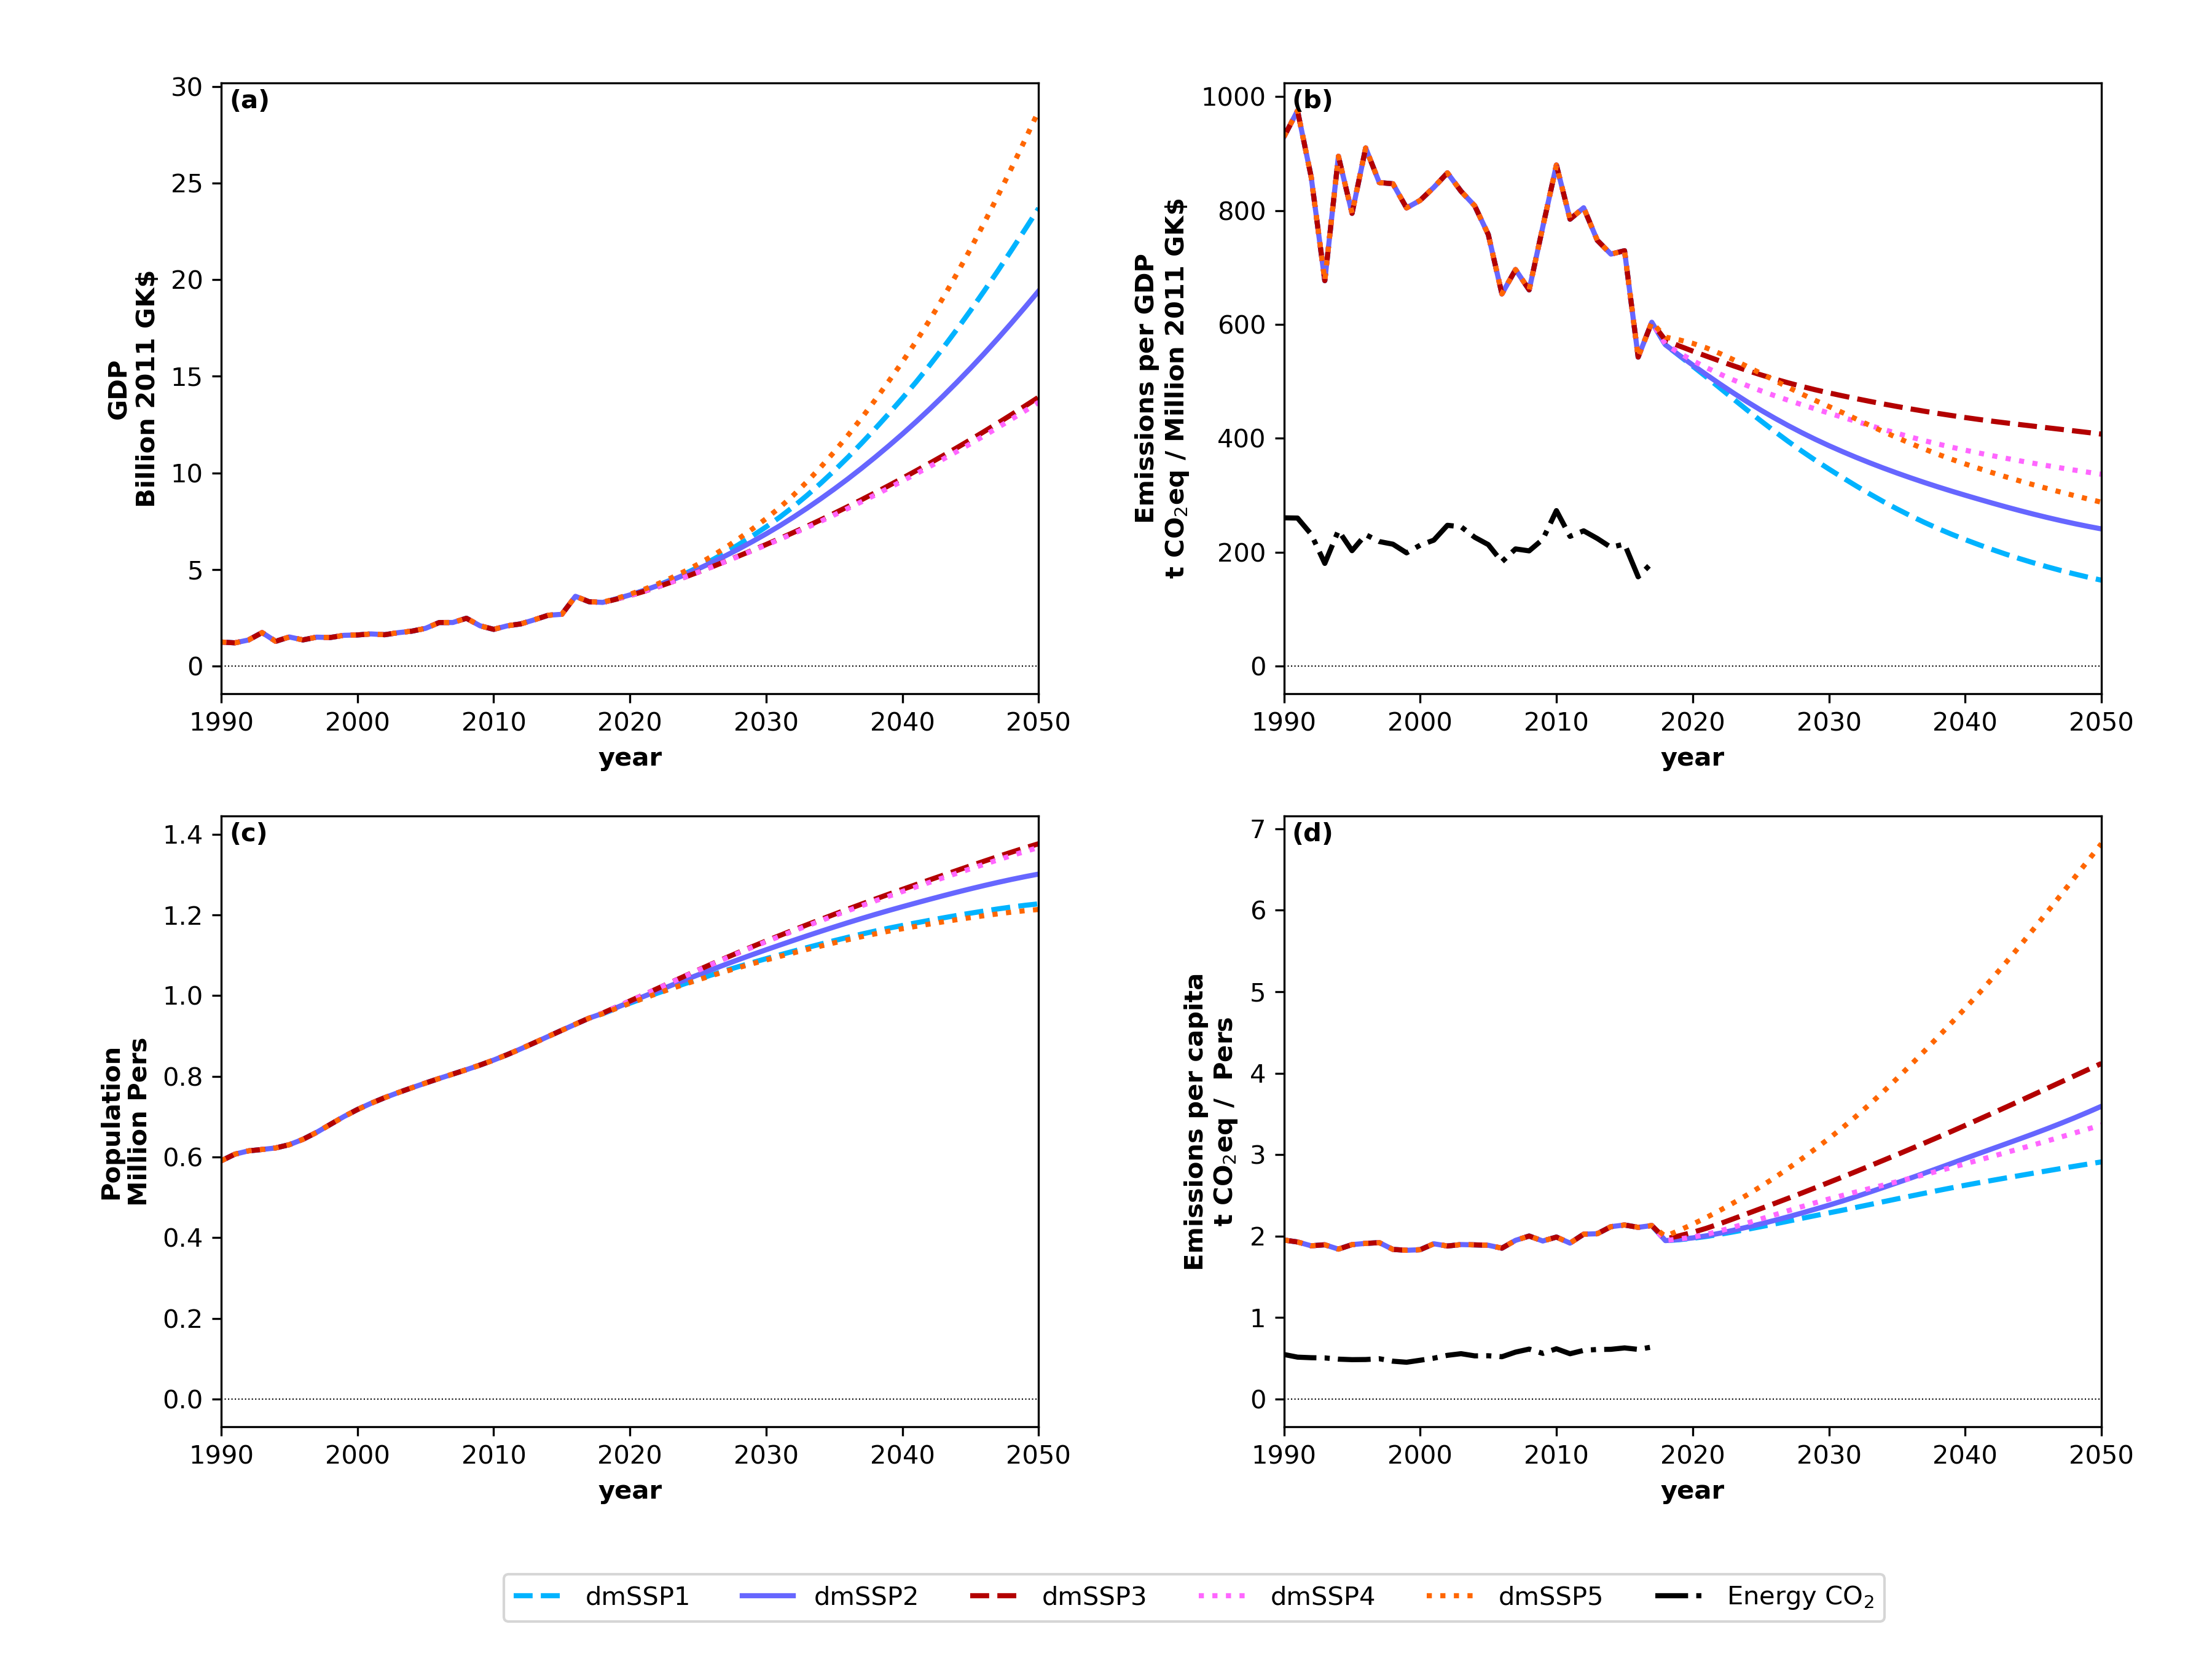 (a)
GDP
Billion 2011 GK$
30
25
20
15
10
5
0
1990 2000 2010 2020 2030 2040 2050
year
(b)
Emissions per GDP
t CO₂eq / Million 2011 GK$
1000
800
600
400
200
0
1990 2000 2010 2020 2030 2040 2050
year
(c)
Population
Million Pers
1.4
1.2
1.0
0.8
0.6
0.4
0.2
0.0
1990 2000 2010 2020 2030 2040 2050
year
(d)
Emissions per capita
t CO₂eq / Pers
7
6
5
4
3
2
1
0
1990 2000 2010 2020 2030 2040 2050
year
dmSSP1 dmSSP2 dmSSP3 dmSSP4 dmSSP5 Energy CO₂